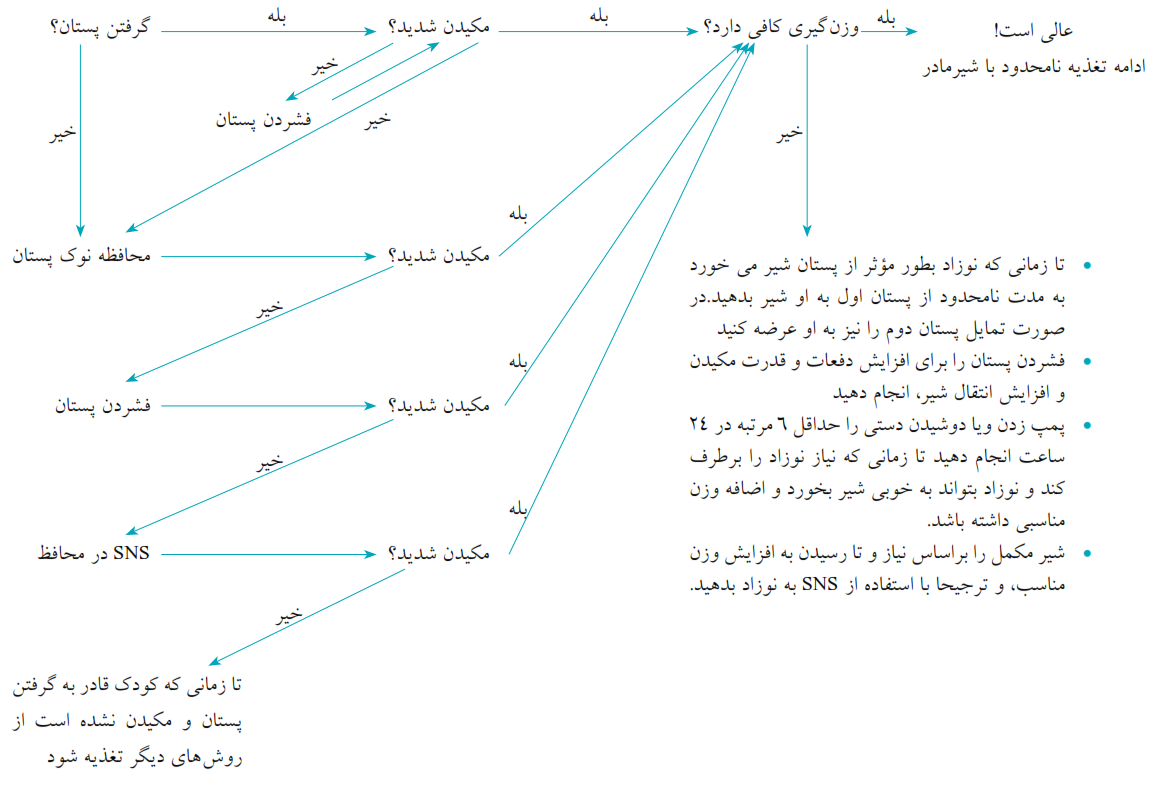 گرفتن پستان؟
بله
مکیدن شدید؟
بله
وزن‌گیری کافی دارد؟
بله
عالی است!
ادامه تغذیه نامحدود با شیرمادر
خیر
فشردن پستان
خیر
خیر
خیر
محافظه نوک پستان
مکیدن شدید؟
بله
خیر
فشردن پستان
مکیدن شدید؟
بله
خیر
SNS در محافظ
مکیدن شدید؟
بله
خیر
تا زمانی که کودک قادر به گرفتن
پستان و مکیدن نشده است از
روش‌های دیگر تغذیه شود
• تا زمانی که نوزاد بطور مؤثر از پستان شیر می خورد
به مدت نامحدود از پستان اول به او شیر بدهید.در
صورت تمایل پستان دوم را نیز به او عرضه کنید
• فشردن پستان را برای افزایش دفعات و قدرت مکیدن
و افزایش انتقال شیر، انجام دهید
• پمپ زدن ویا دوشیدن دستی را حداقل ٦ مرتبه در ٢٤
ساعت انجام دهید تا زمانی که نیاز نوزاد را برطرف
کند و نوزاد بتواند به خوبی شیر بخورد و اضافه وزن
مناسبی داشته باشد.
• شیر مکمل را براساس نیاز و تا رسیدن به افزایش وزن
مناسب، و ترجیحا با استفاده از SNS به نوزاد بدهید.